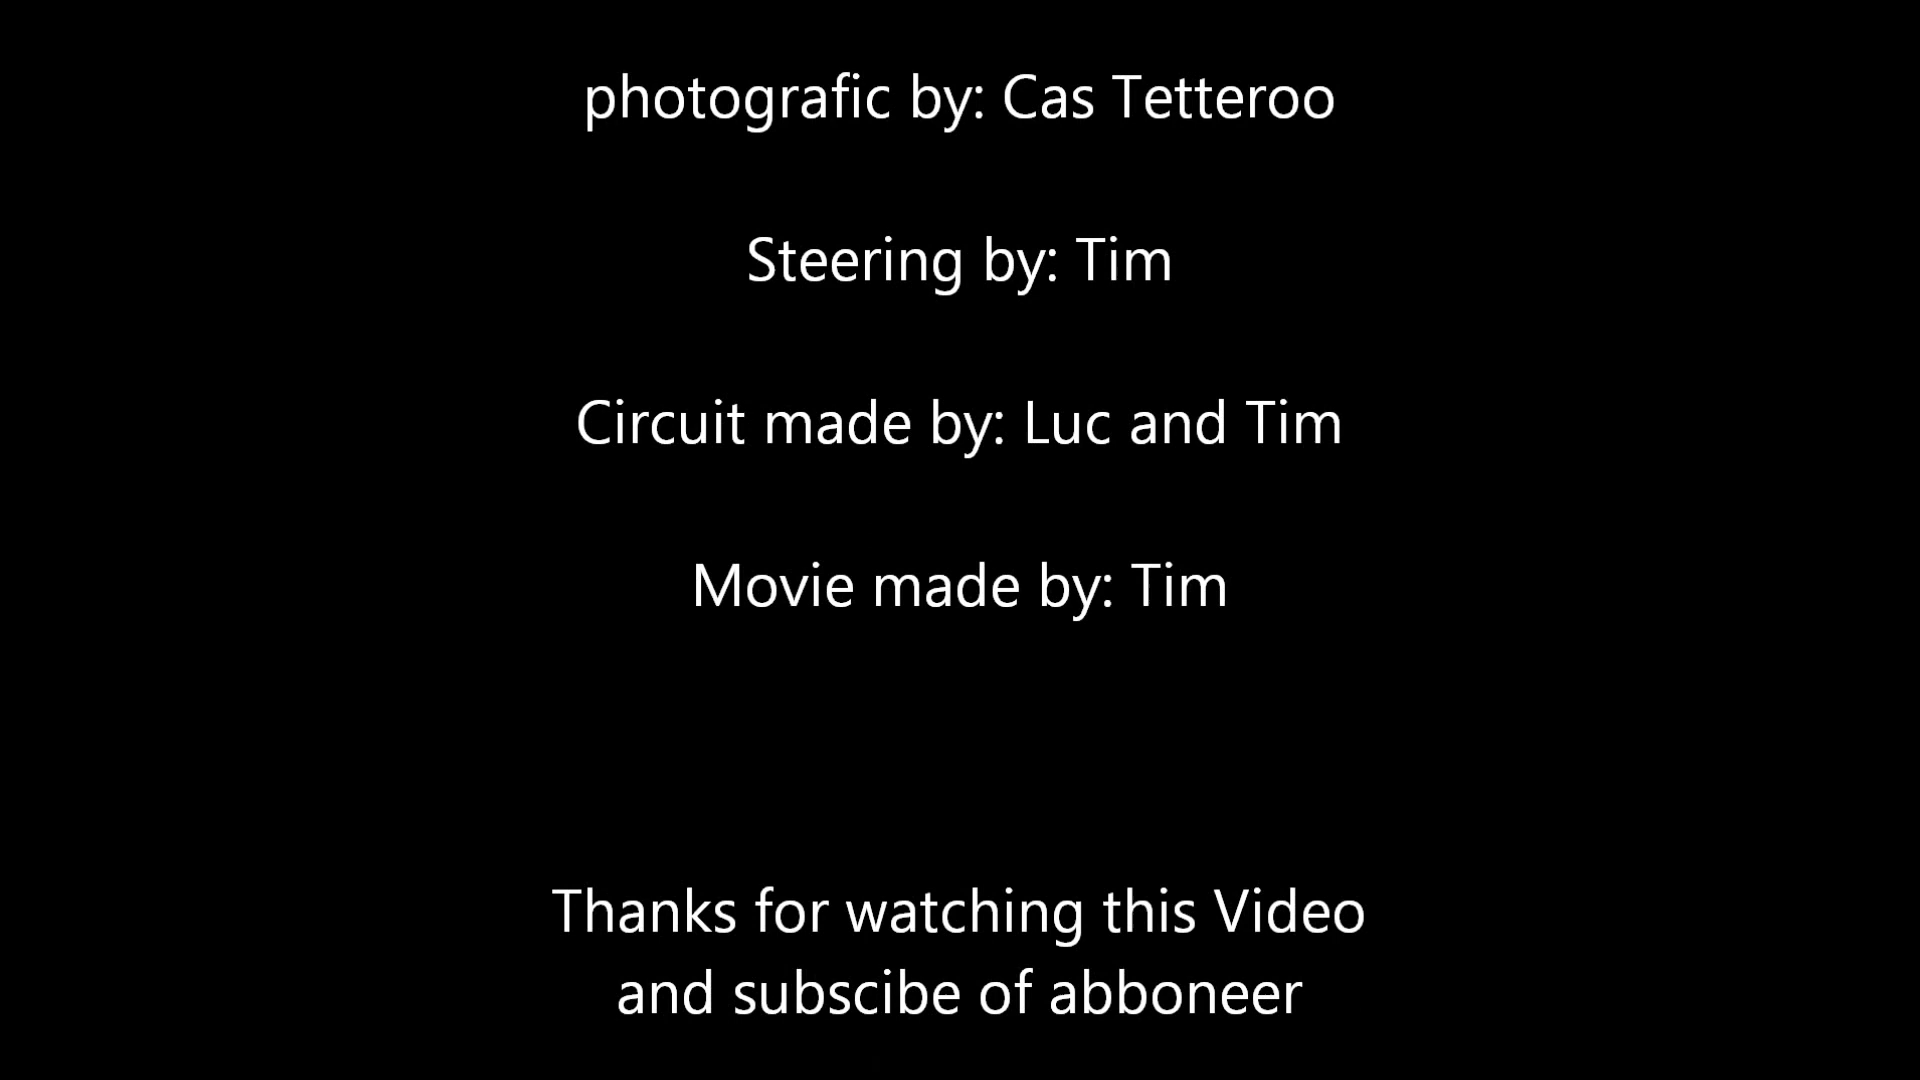 photografic by: Cas Tetteroo
Steering by: Tim
Circuit made by: Luc and Tim
Movie made by: Tim
Thanks for watching this Video
and subscibe of abboneer